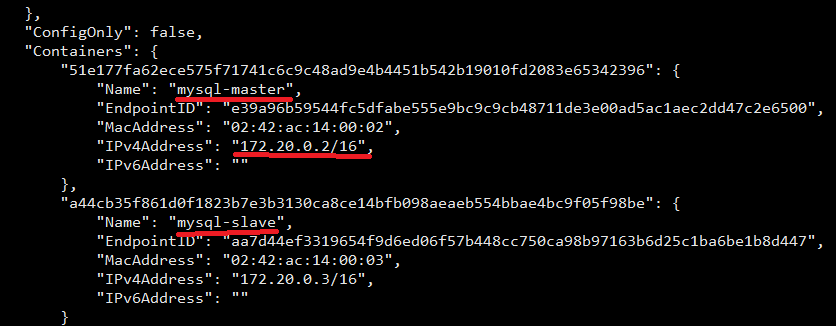 },
"ConfigOnly": false,
"Containers": {
"51e177fa62ece575f71741c6c9c48ad9e4b4451b542b19010fd2083e65342396": {
"Name": "mysql-master",
"EndpointID": "e39a96b59544fc5dfabe555e9bc9c9cb48711de3e00ad5ac1aec2dd47c2e6500",
"MacAddress": "02:42:ac:14:00:02",
"IPv4Address": "172.20.0.2/16",
"IPv6Address": ""
},
"a44cb35f861d0f1823b7e3b3130ca8ce14bfb098aeaeb554bbae4bc9f05f98be": {
"Name": "mysql-slave",
"EndpointID": "aa7d44ef3319654f9d6ed06f57b448cc750ca98b97163b6d25c1ba6be1b8d447",
"MacAddress": "02:42:ac:14:00:03",
"IPv4Address": "172.20.0.3/16",
"IPv6Address": ""
}